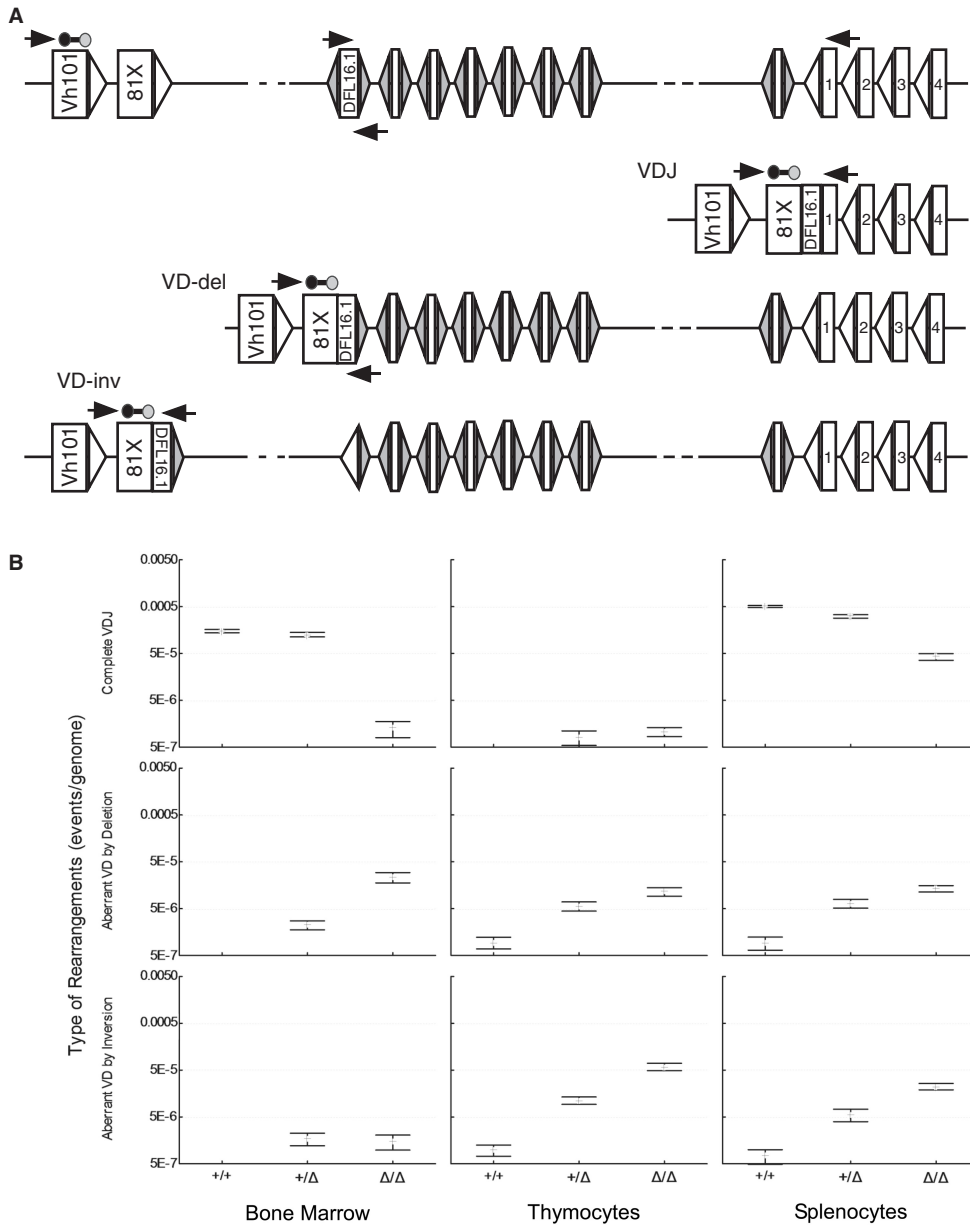 A
Vh101 81X DFL16.1 1 2 3 4
VDJ
Vh101 81X DFL16.1 1 2 3 4
VD-del
Vh101 81X DFL16.1 1 2 3 4
VD-inv
Vh101 81X DFL16.1 1 2 3 4
B
Type of Rearrangements (events/genome)
Complete VDJ
0.0050
0.0005
5E-5
5E-6
5E-7
Aberrant VD by Deletion
0.0050
0.0005
5E-5
5E-6
5E-7
Aberrant VD by Inversion
0.0050
0.0005
5E-5
5E-6
5E-7
+/+ +/Δ Δ/Δ +/+ +/Δ Δ/Δ +/+ +/Δ Δ/Δ
Bone Marrow Thymocytes Splenocytes